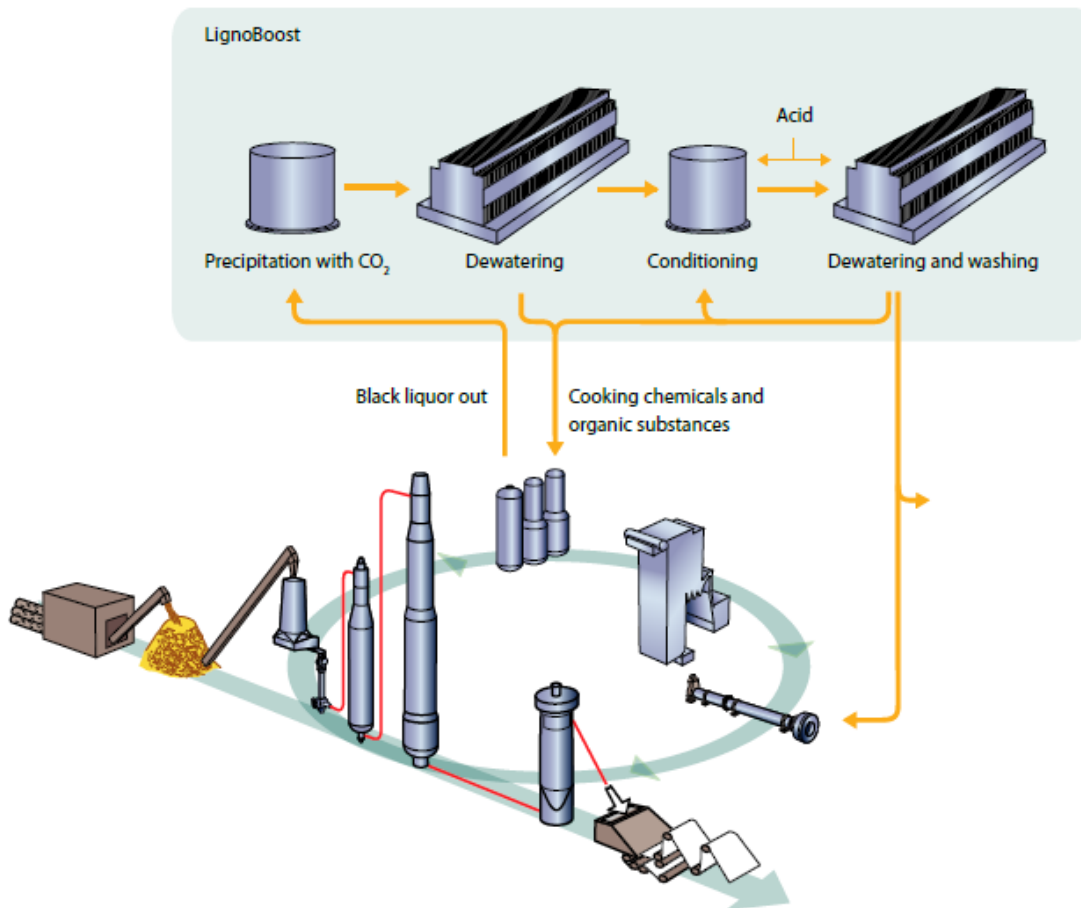 LignoBoost
Acid
Precipitation with CO₂
Dewatering
Conditioning
Dewatering and washing
Black liquor out
Cooking chemicals and
organic substances